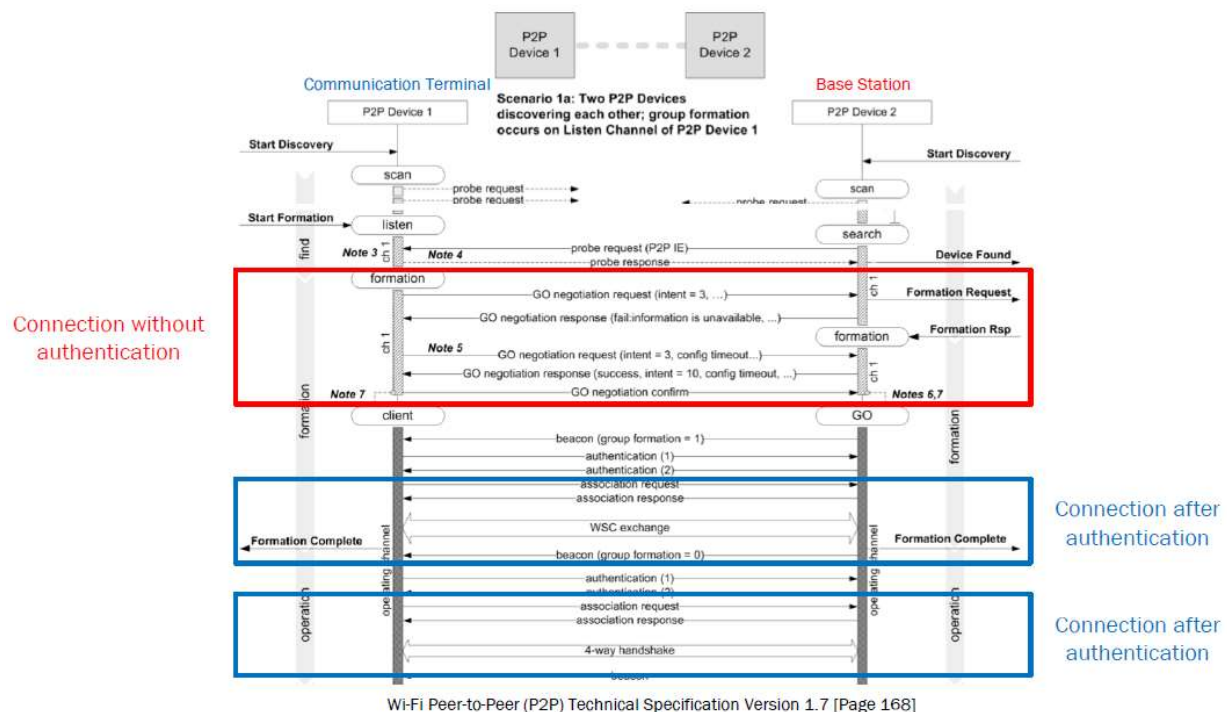 P2P
Device 1
P2P
Device 2
Communication Terminal
Base Station
Scenario 1a: Two P2P Devices
discovering each other; group formation
occurs on Listen Channel of P2P Device 1
P2P Device 1
P2P Device 2
Start Discovery
Start Discovery
scan
scan
probe request
probe request
probe request
Start Formation
listen
search
find
Note 3
ch 1
Note 4
probe request (P2P IE)
probe response
Device Found
Connection without
authentication
formation
ch 1
GO negotiation request (intent = 3, ...)
Formation Request
GO negotiation response (fail:information is unavailable, ...)
formation
Formation Rsp
ch 1
Note 5
GO negotiation request (intent = 3, config timeout...)
GO negotiation response (success, intent = 10, config timeout, ...)
ch 1
Note 7
GO negotiation confirm
Notes 6,7
formation
client
GO
formation
beacon (group formation = 1)
authentication (1)
authentication (2)
association request
association response
Connection after
authentication
WSC exchange
Formation Complete
operating channel
beacon (group formation = 0)
operating channel
Formation Complete
authentication (1)
authentication (2)
operation
association request
association response
operation
Connection after
authentication
4-way handshake
beacon
Wi-Fi Peer-to-Peer (P2P) Technical Specification Version 1.7 [Page 168]